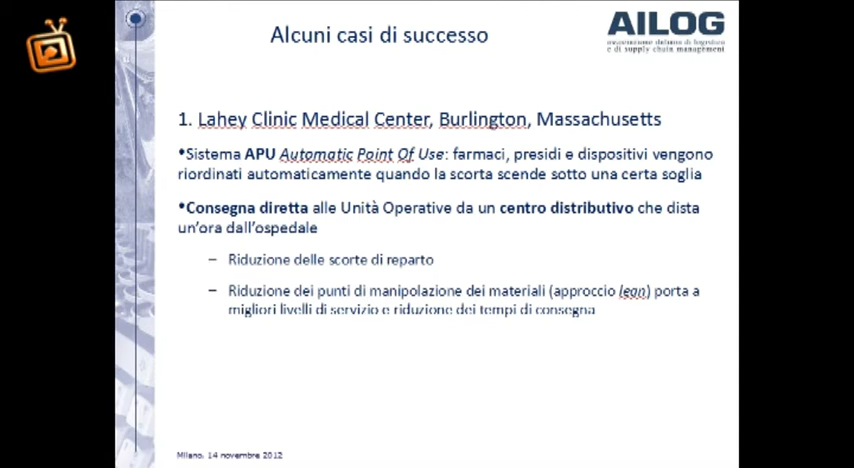 Alcuni casi di successo
AILOG
associazione italiana di logistica
e di supply chain management
1. Lahey Clinic Medical Center, Burlington, Massachusetts
•Sistema APU Automatic Point Of Use: farmaci, presidi e dispositivi vengono
riordinati automaticamente quando la scorta scende sotto una certa soglia
•Consegna diretta alle Unità Operative da un centro distributivo che dista
un'ora dall'ospedale
– Riduzione delle scorte di reparto
– Riduzione dei punti di manipolazione dei materiali (approccio lean) porta a
migliori livelli di servizio e riduzione dei tempi di consegna
Milano, 14 novembre 2012